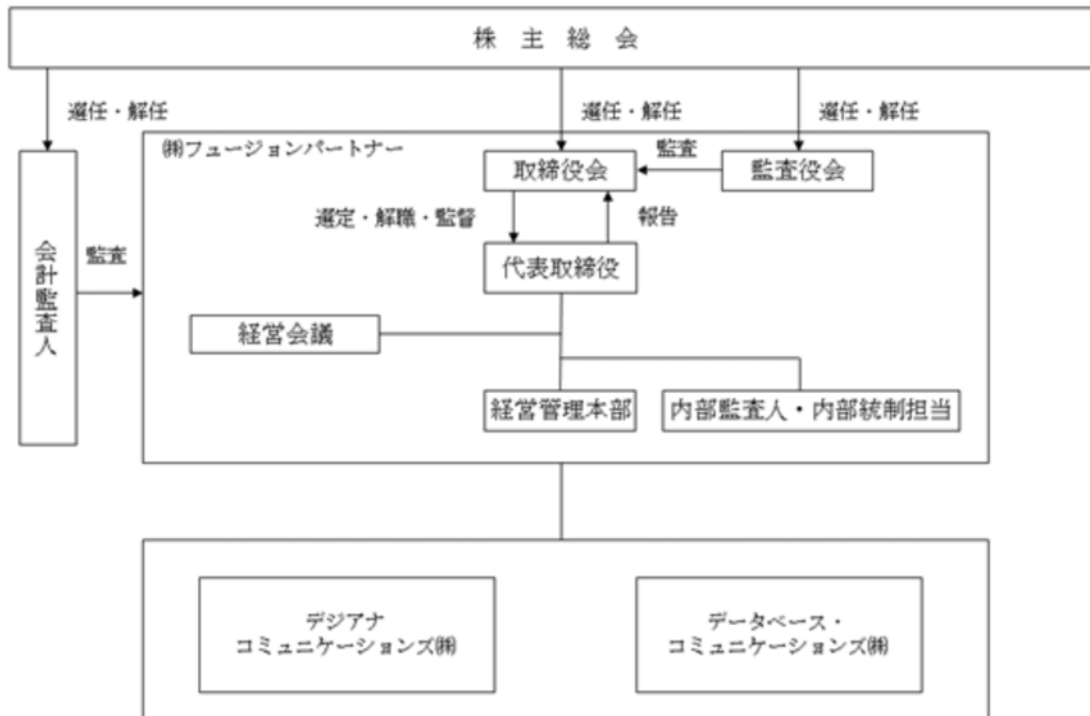 株 主 総 会
選任・解任
選任・解任
選任・解任
㈱フュージョンパートナー
取締役会
監査
監査役会
選定・解職・監督
報告
会計監査人
監査
代表取締役
経営会議
経営管理本部
内部監査人・内部統制担当
デジアナ
コミュニケーションズ㈱
データベース・
コミュニケーションズ㈱